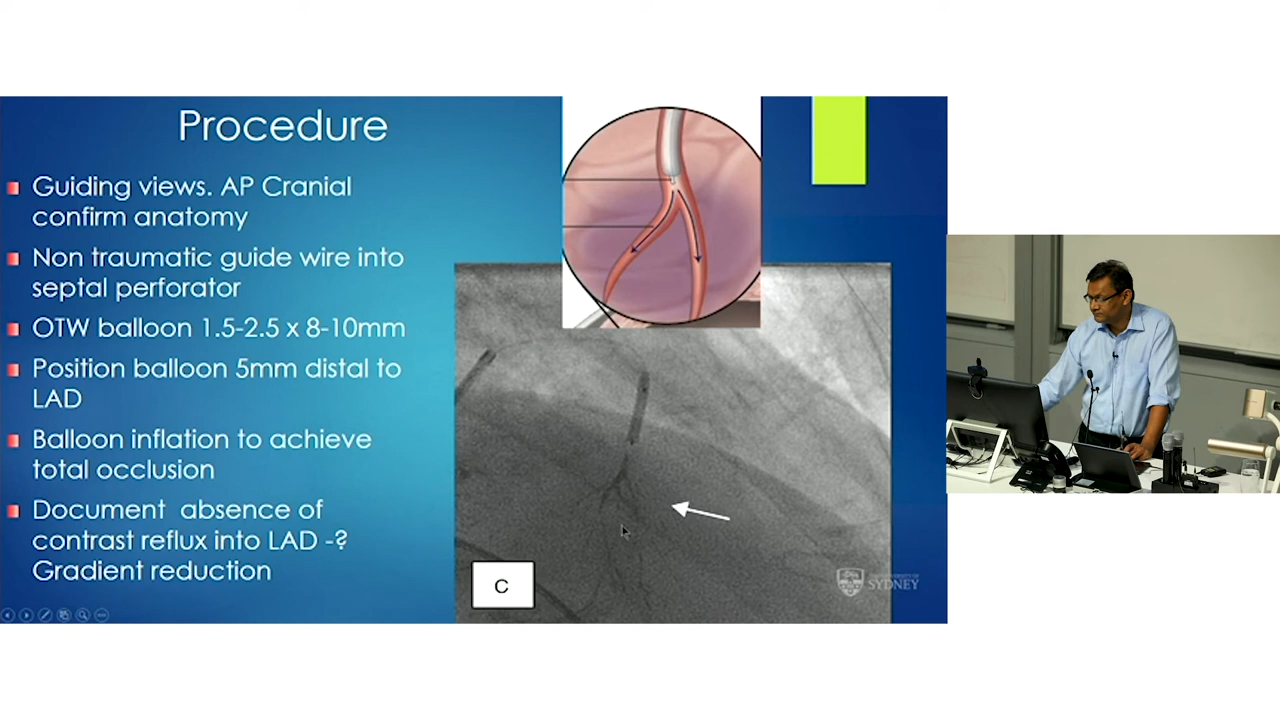 Procedure
Guiding views. AP Cranial
confirm anatomy
Non traumatic guide wire into
septal perforator
OTW balloon 1.5-2.5 x 8-10mm
Position balloon 5mm distal to
LAD
Balloon inflation to achieve
total occlusion
Document absence of
contrast reflux into LAD -?
Gradient reduction
C
SYDNEY